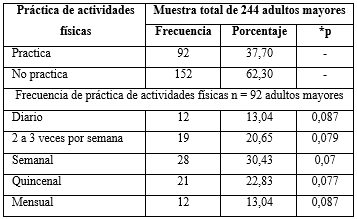 Práctica de actividades físicas Muestra total de 244 adultos mayores
Frecuencia Porcentaje *p
Practica 92 37,70 -
No practica 152 62,30 -
Frecuencia de práctica de actividades físicas n = 92 adultos mayores
Diario 12 13,04 0,087
2 a 3 veces por semana 19 20,65 0,079
Semanal 28 30,43 0,07
Quincenal 21 22,83 0,077
Mensual 12 13,04 0,087